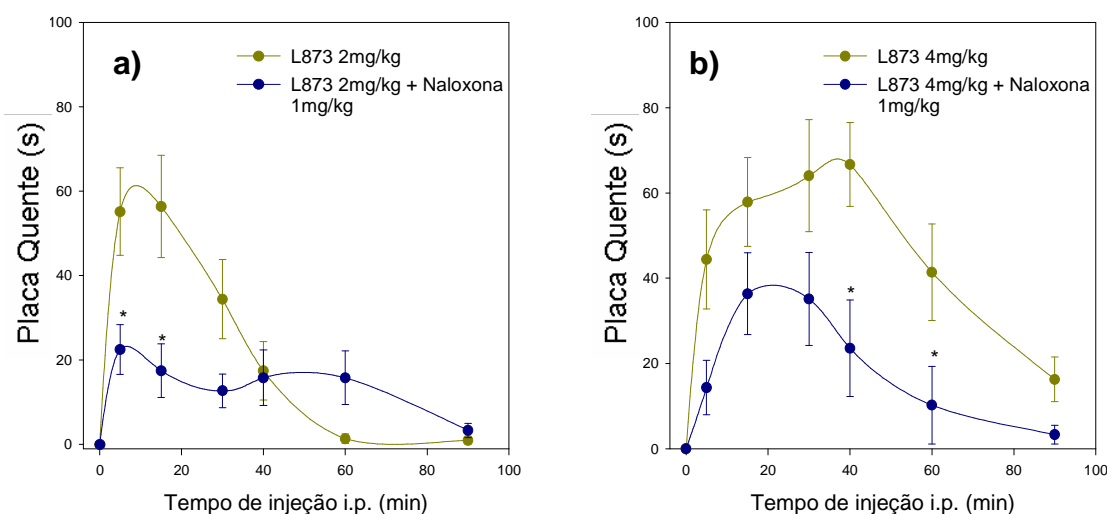 a)
L873 2mg/kg
L873 2mg/kg + Naloxona
1mg/kg
Placa Quente (s)
100
80
60
40
20
0
*
*
0 20 40 60 80 100
Tempo de injeção i.p. (min)
b)
L873 4mg/kg
L873 4mg/kg + Naloxona
1mg/kg
Placa Quente (s)
100
80
60
40
20
0
*
*
0 20 40 60 80 100
Tempo de injeção i.p. (min)